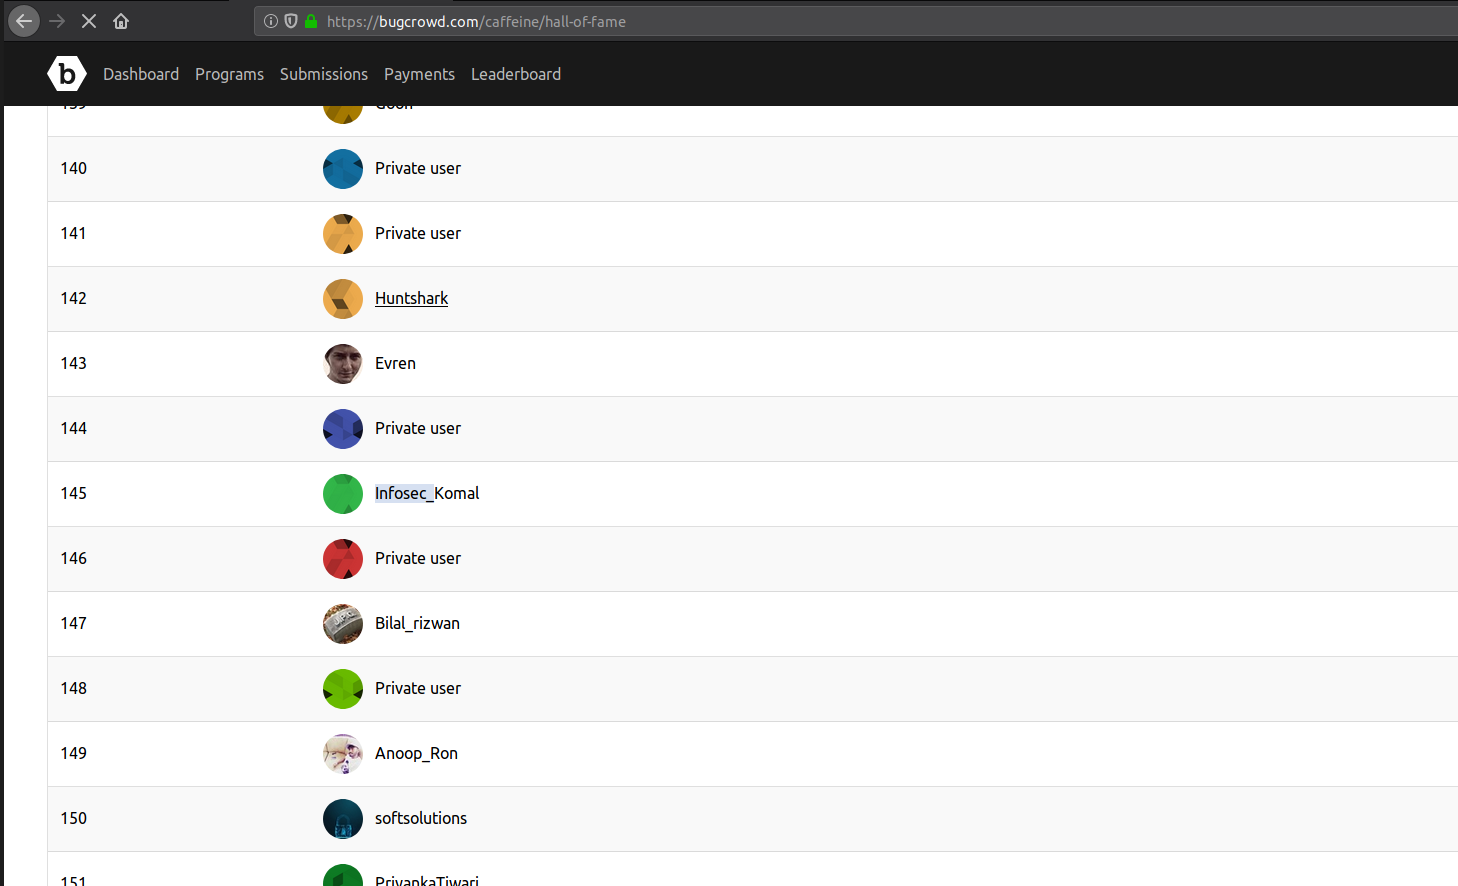 https://bugcrowd.com/caffeine/hall-of-fame
b Dashboard Programs Submissions Payments Leaderboard
139 Goon
140 Private user
141 Private user
142 Huntshark
143 Evren
144 Private user
145 Infosec_Komal
146 Private user
147 Bilal_rizwan
148 Private user
149 Anoop_Ron
150 softsolutions
151 PriyankaTiwari